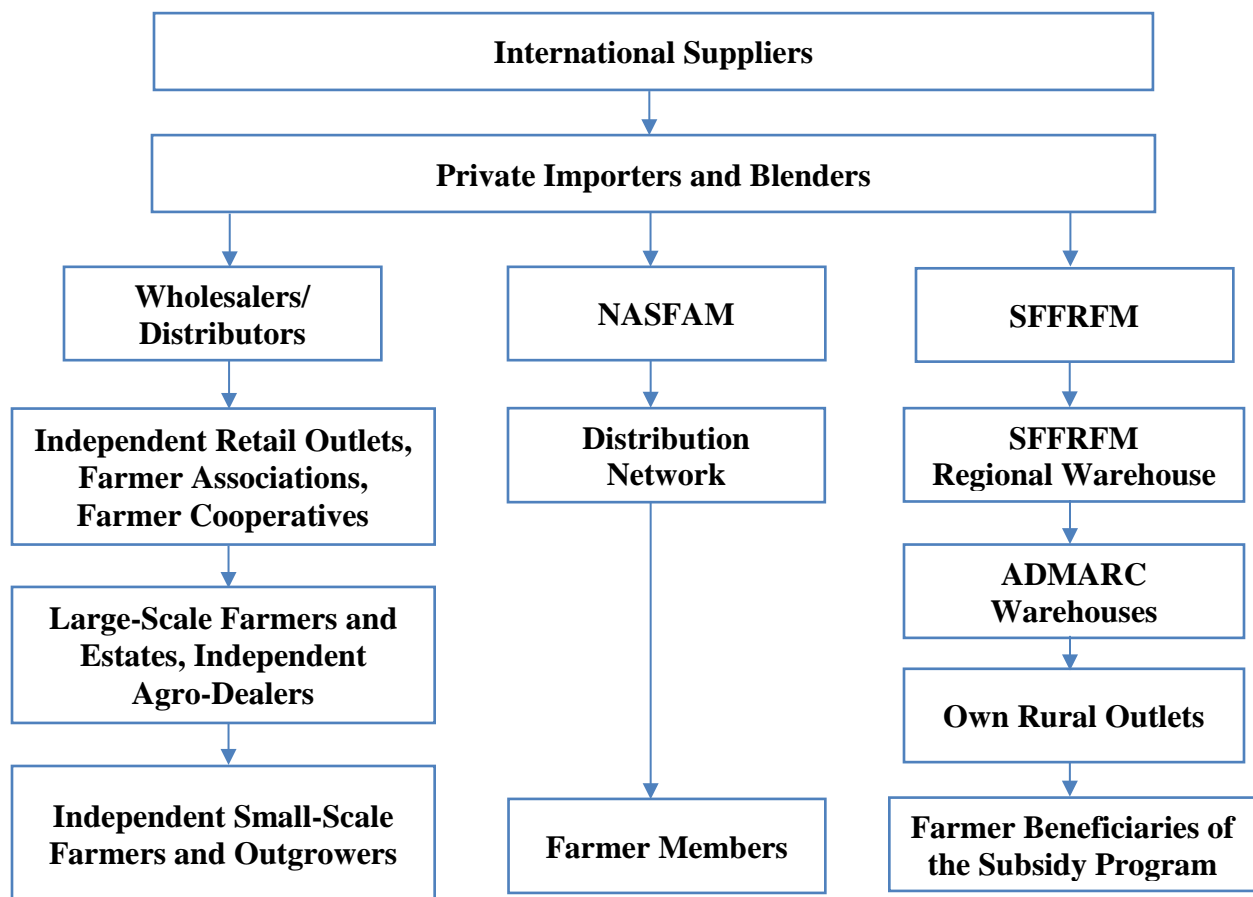 International Suppliers
Private Importers and Blenders
Wholesalers/
Distributors
NASFAM
SFFRFM
Independent Retail Outlets,
Farmer Associations,
Farmer Cooperatives
Distribution
Network
SFFRFM
Regional Warehouse
ADMARC
Warehouses
Large-Scale Farmers and
Estates, Independent
Agro-Dealers
Own Rural Outlets
Independent Small-Scale
Farmers and Outgrowers
Farmer Members
Farmer Beneficiaries of
the Subsidy Program